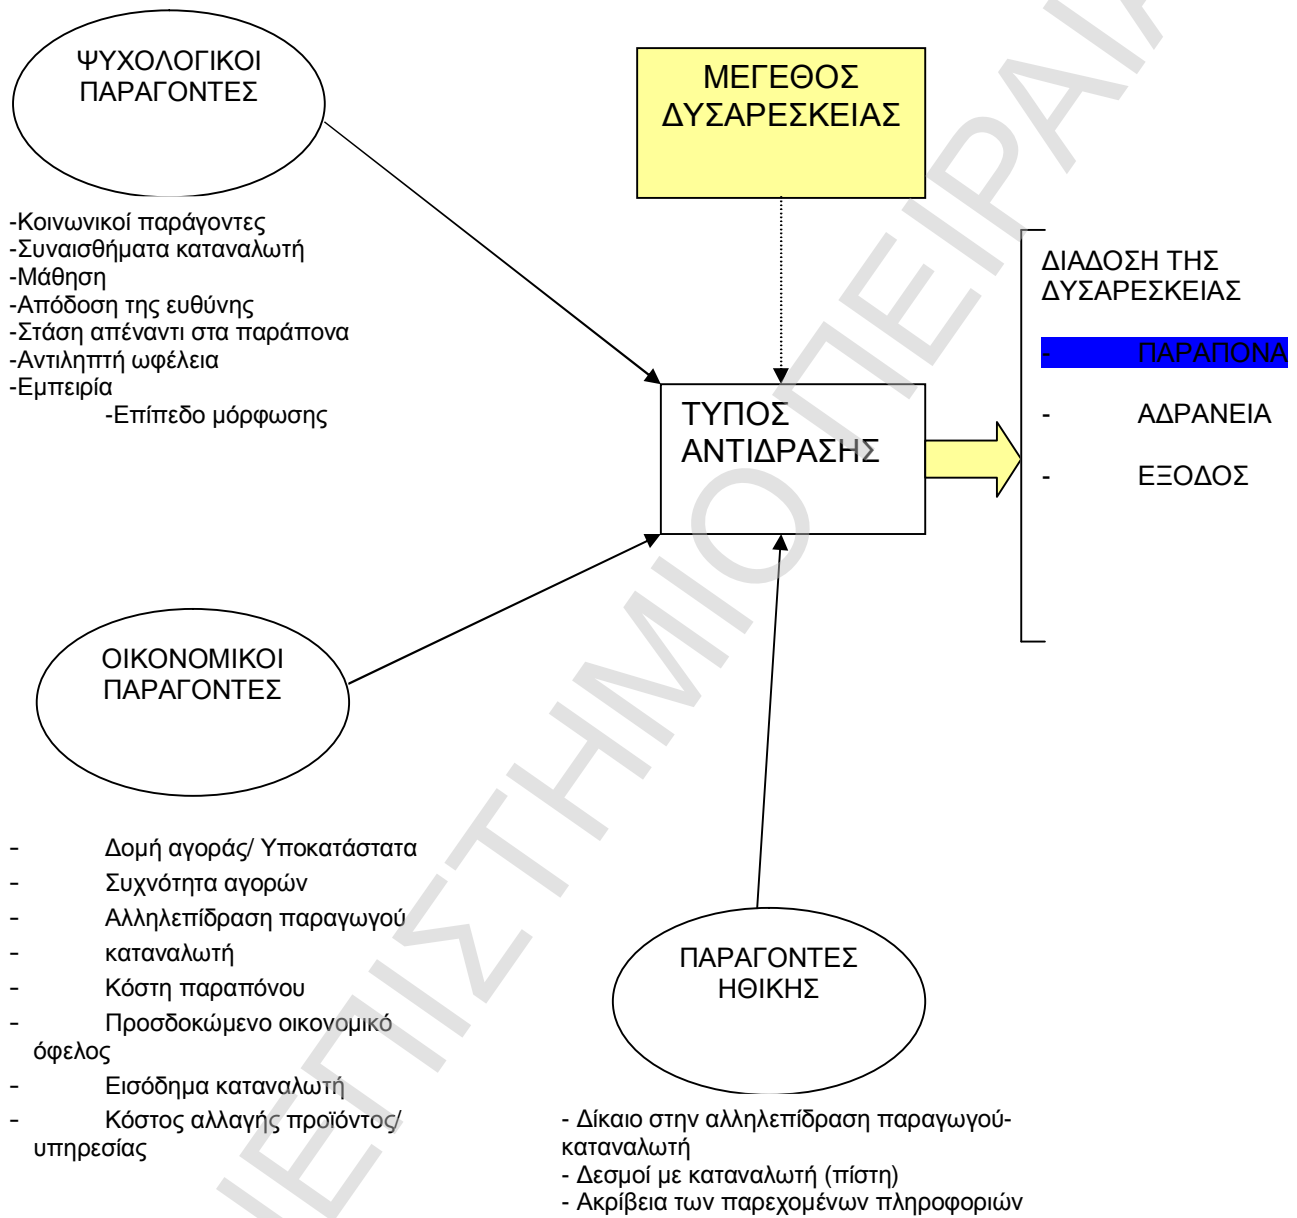 ΨΥΧΟΛΟΓΙΚΟΙ
ΠΑΡΑΓΟΝΤΕΣ
ΜΕΓΕΘΟΣ
ΔΥΣΑΡΕΣΚΕΙΑΣ
-Κοινωνικοί παράγοντες
-Συναισθήματα καταναλωτή
-Μάθηση
-Απόδοση της ευθύνης
-Στάση απέναντι στα παράπονα
-Αντιληπτή ωφέλεια
-Εμπειρία
-Επίπεδο μόρφωσης
ΔΙΑΔΟΣΗ ΤΗΣ
ΔΥΣΑΡΕΣΚΕΙΑΣ
- ΠΑΡΑΠΟΝΑ
- ΑΔΡΑΝΕΙΑ
- ΕΞΟΔΟΣ
ΤΥΠΟΣ
ΑΝΤΙΔΡΑΣΗΣ
ΟΙΚΟΝΟΜΙΚΟΙ
ΠΑΡΑΓΟΝΤΕΣ
- Δομή αγοράς/ Υποκατάστατα
- Συχνότητα αγορών
- Αλληλεπίδραση παραγωγού
- καταναλωτή
- Κόστη παραπόνου
- Προσδοκώμενο οικονομικό
όφελος
- Εισόδημα καταναλωτή
- Κόστος αλλαγής προϊόντος/
υπηρεσίας
ΠΑΡΑΓΟΝΤΕΣ
ΗΘΙΚΗΣ
- Δίκαιο στην αλληλεπίδραση παραγωγού-
καταναλωτή
- Δεσμοί με καταναλωτή (πίστη)
- Ακρίβεια των παρεχομένων πληροφοριών
ΝΕΠΙΣΤΗΜΙΟ ΠΕΙΡΑΙΑ